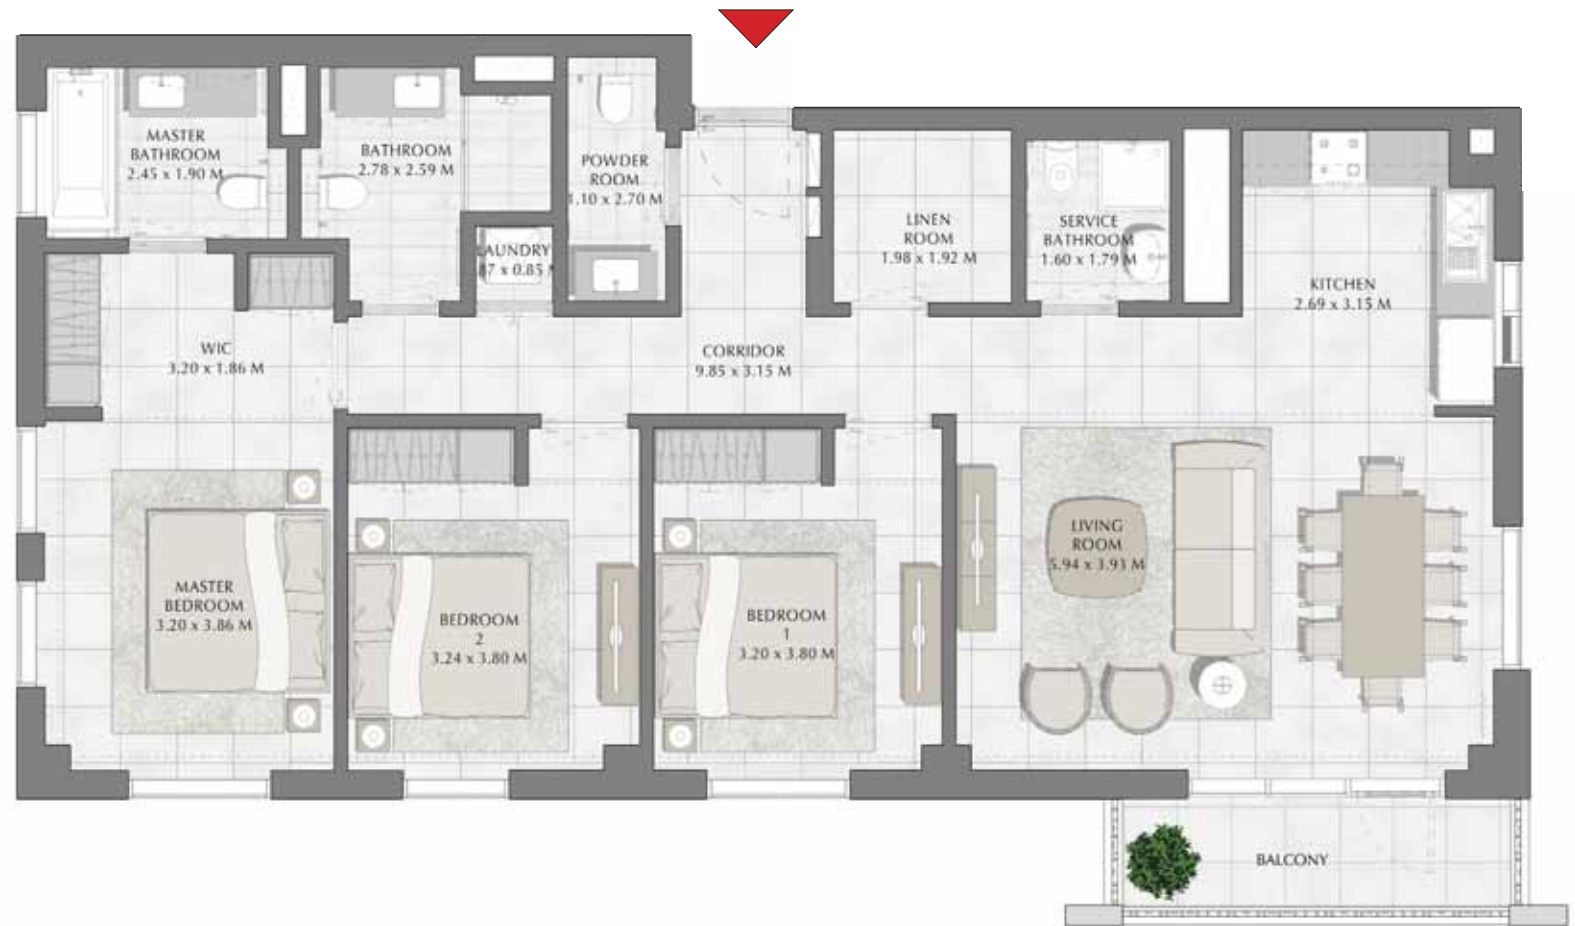 MASTER
BATHROOM
2.45 x 1.90 M
BATHROOM
2.78 x 2.59 M
POWDER
ROOM
1.10 x 2.70 M
LAUNDRY
x 0.85
LINEN
ROOM
1.98 x 1.92 M
SERVICE
BATHROOM
1.60 x 1.79 M
KITCHEN
2.69 x 3.15 M
WIC
3.20 x 1.86 M
CORRIDOR
9.85 x 3.15 M
MASTER
BEDROOM
3.20 x 3.86 M
BEDROOM
2
3.24 x 3.80 M
BEDROOM
1
3.20 x 3.80 M
LIVING
ROOM
5.94 x 3.93 M
BALCONY